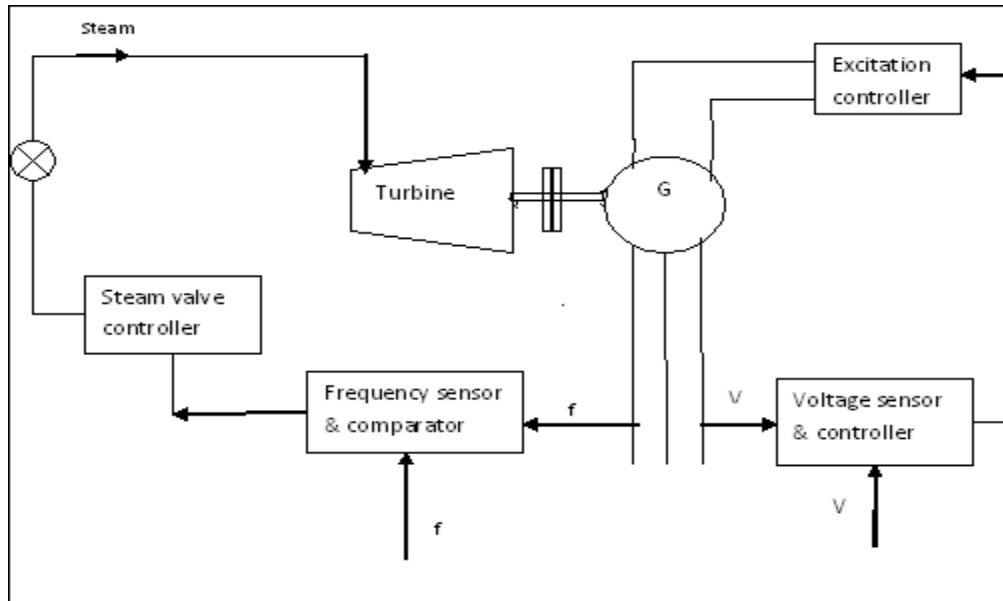 Steam
Excitation
controller
Turbine
G
Steam valve
controller
Frequency sensor
& comparator
f
V
Voltage sensor
& controller
f
V